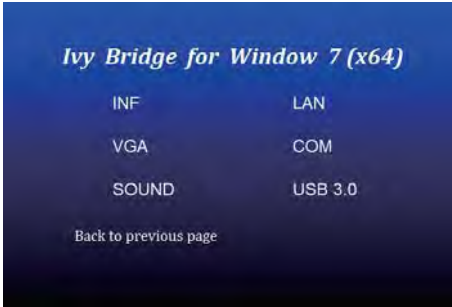 Ivy Bridge for Window 7 (x64)
INF LAN
VGA COM
SOUND USB 3.0
Back to previous page